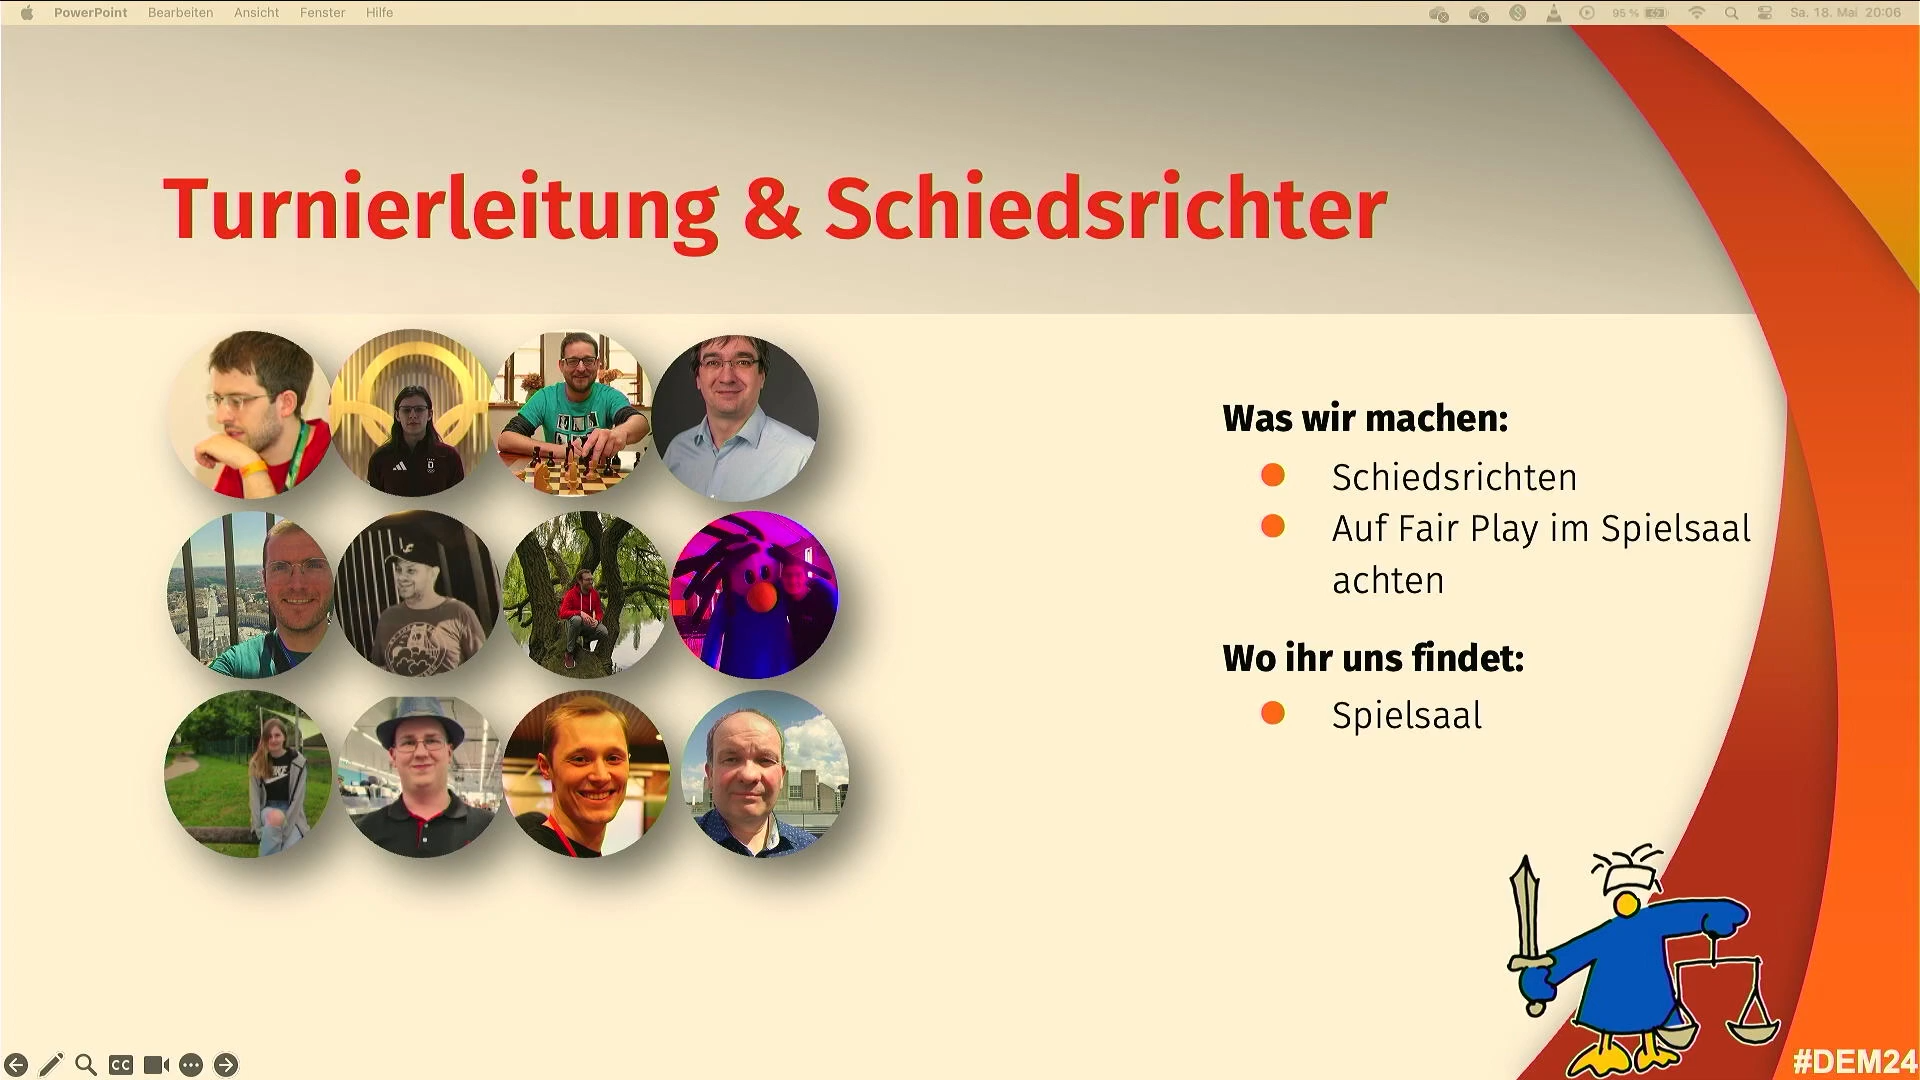 PowerPoint Bearbeiten Ansicht Fenster Hilfe
95 % Sa. 18. Mai 20:06
Turnierleitung & Schiedsrichter
Was wir machen:
Schiedsrichten
Auf Fair Play im Spielsaal
achten
Wo ihr uns findet:
Spielsaal
CC
#DEM24